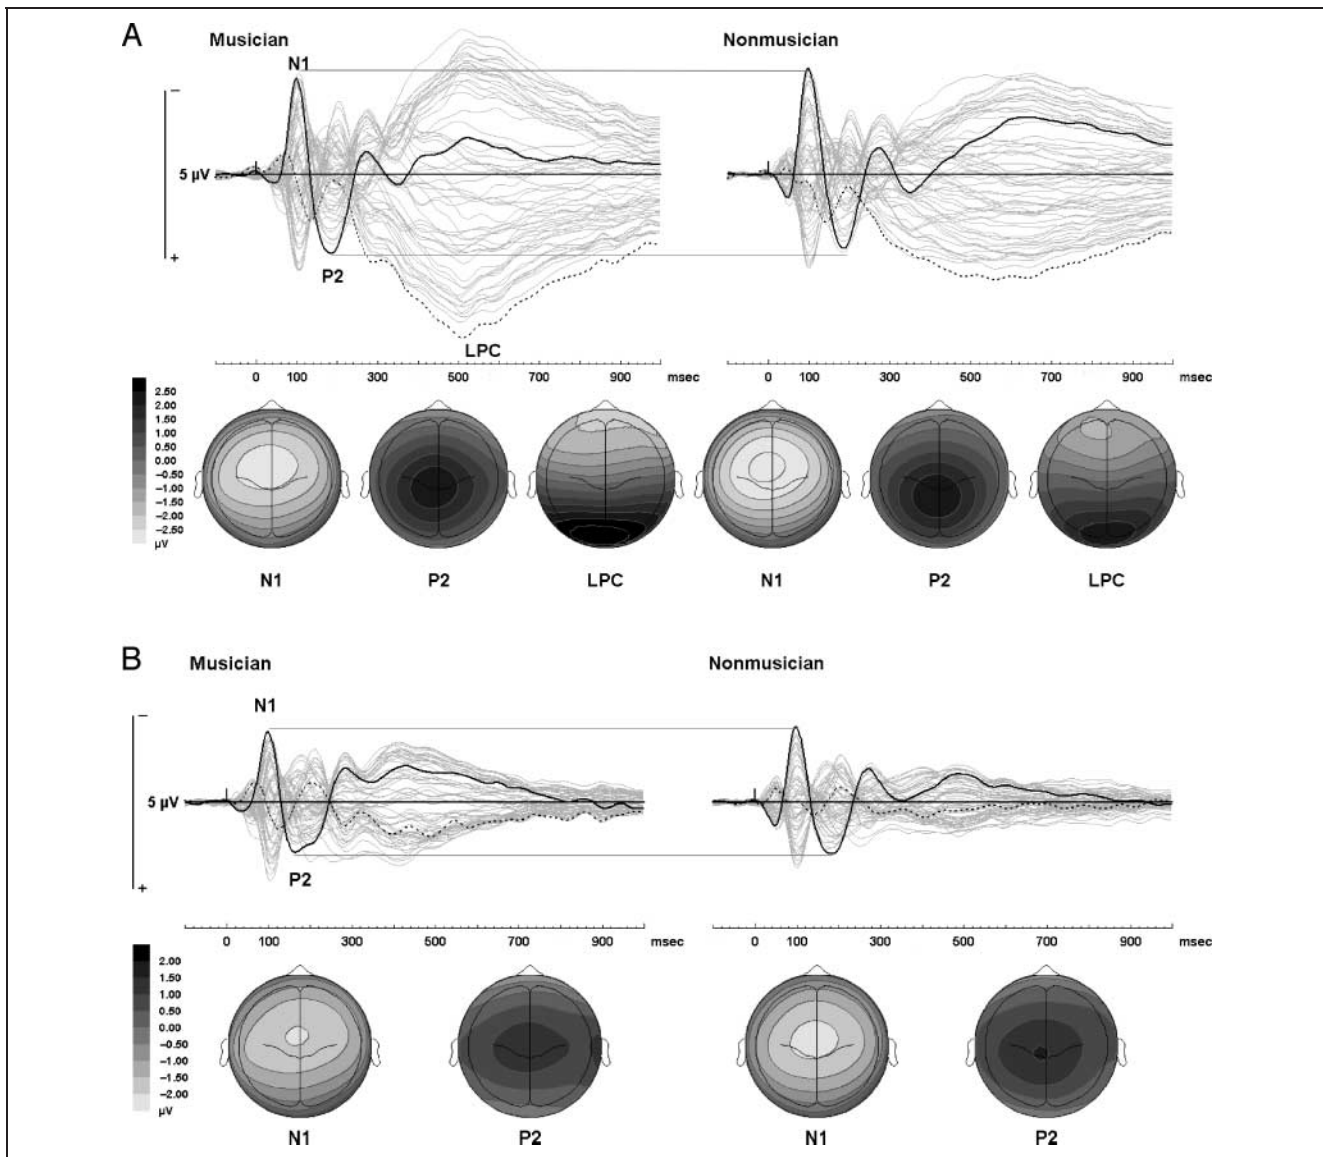 A
Musician
Nonmusician
N1
−
5 µV
+
P2
LPC
0 100 300 500 700 900 msec
0 100 300 500 700 900 msec
2.50
2.00
1.50
1.00
0.50
0.00
−0.50
−1.00
−1.50
−2.00
−2.50
µV
N1 P2 LPC N1 P2 LPC
B
Musician
Nonmusician
N1
−
5 µV
+
P2
0 100 300 500 700 900 msec
0 100 300 500 700 900 msec
2.00
1.50
1.00
0.50
0.00
−0.50
−1.00
−1.50
−2.00
µV
N1 P2 N1 P2